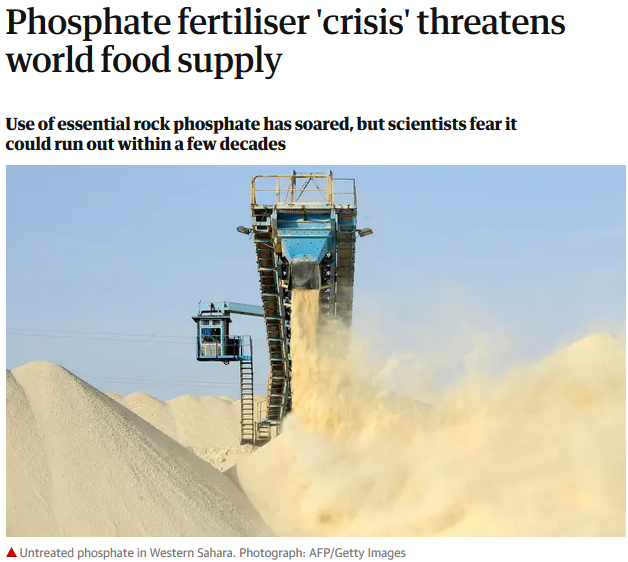 Phosphate fertiliser 'crisis' threatens
world food supply
Use of essential rock phosphate has soared, but scientists fear it
could run out within a few decades
Untreated phosphate in Western Sahara. Photograph: AFP/Getty Images